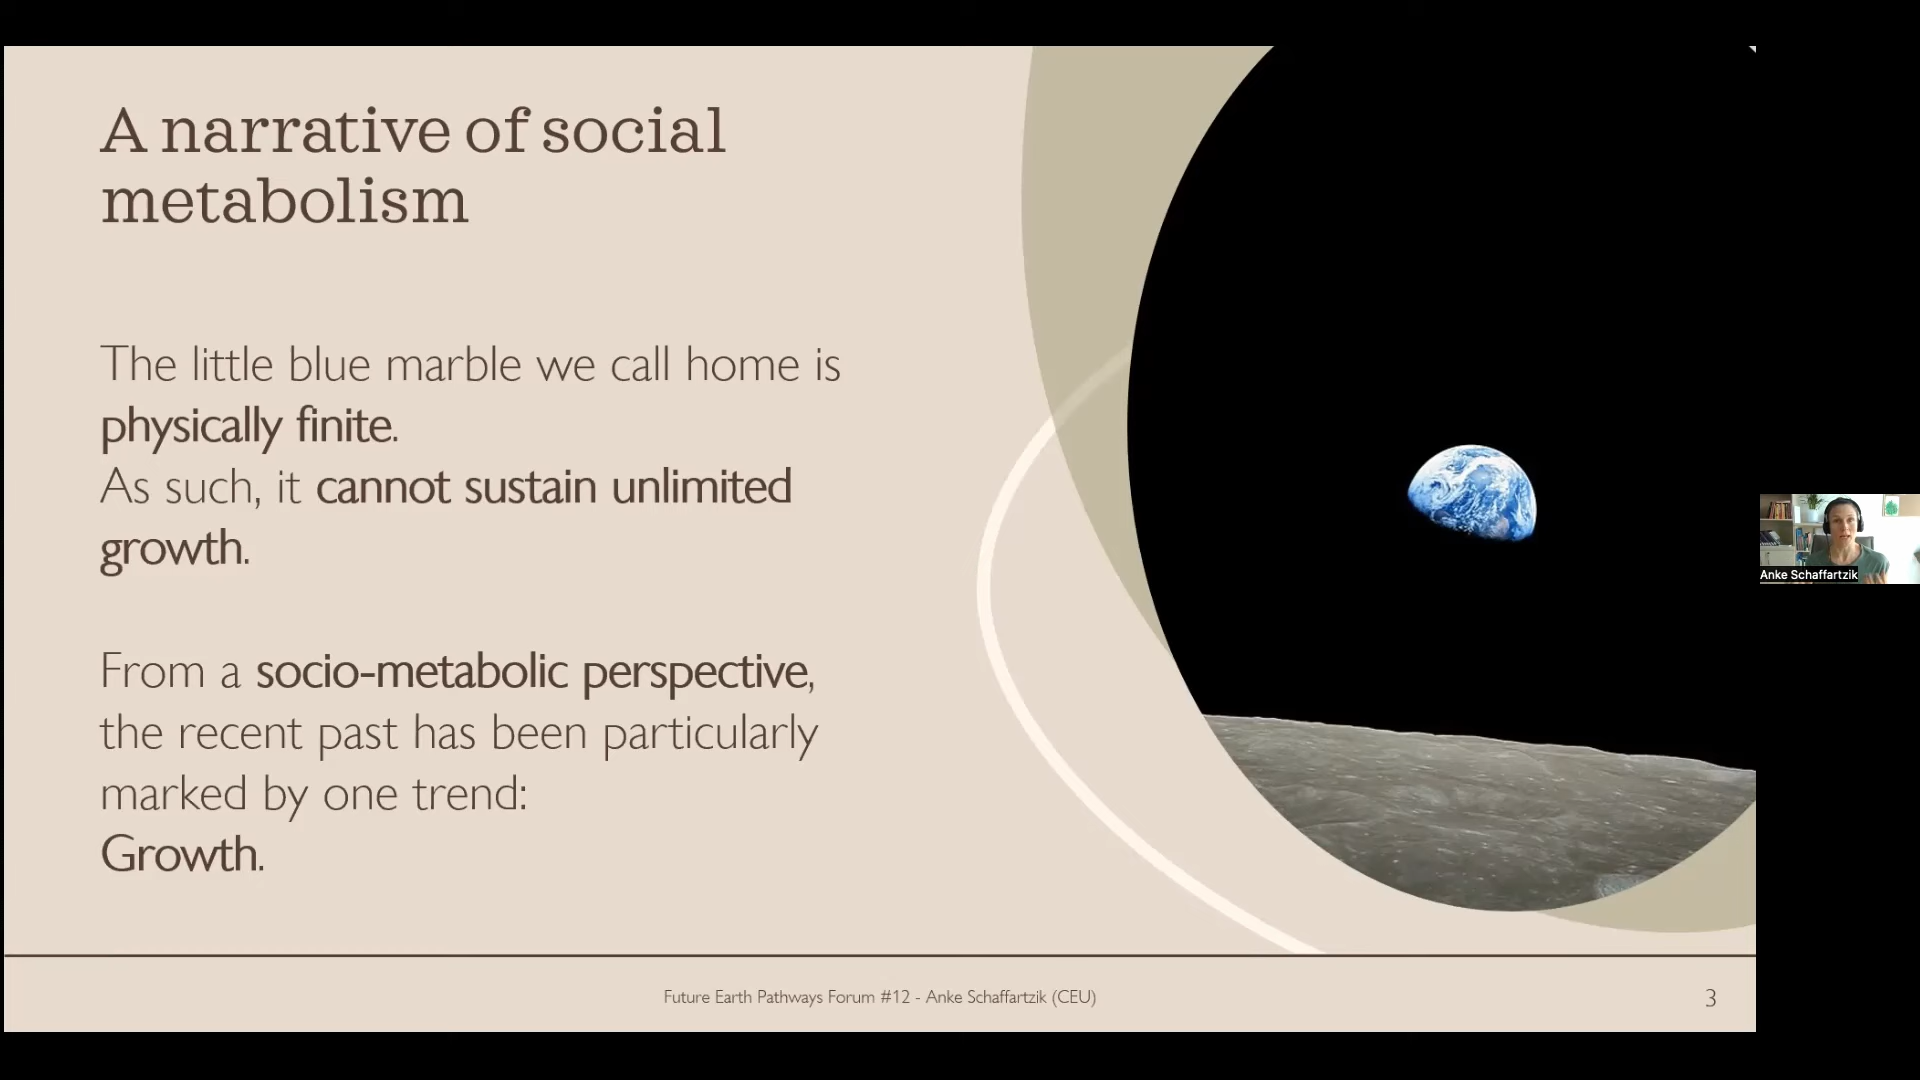 A narrative of social
metabolism
The little blue marble we call home is
physically finite.
As such, it cannot sustain unlimited
growth.
From a socio-metabolic perspective,
the recent past has been particularly
marked by one trend:
Growth.
Anke Schaffartzik
Future Earth Pathways Forum #12 - Anke Schaffartzik (CEU)
3